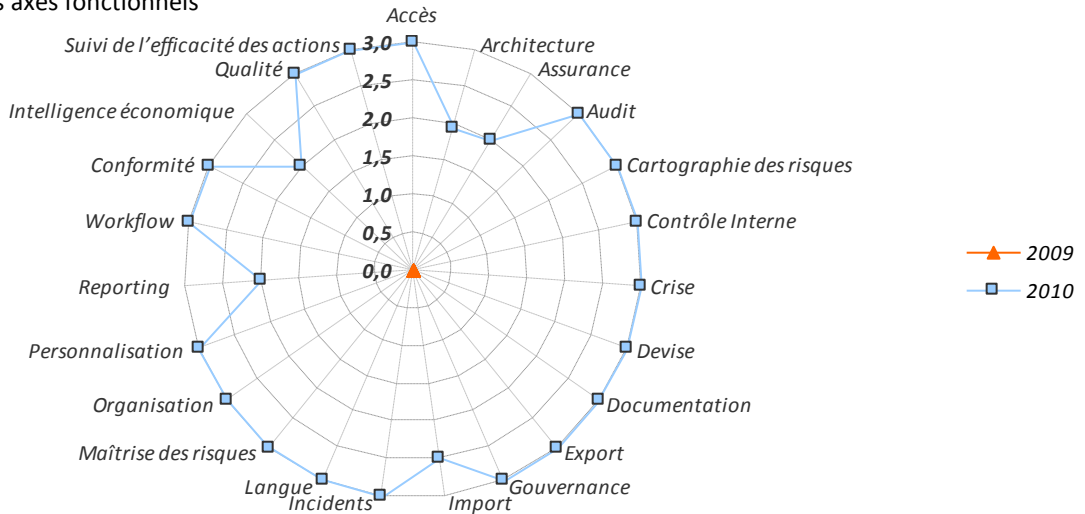 s axes fonctionnels
Accès
Suivi de l'efficacité des actions
3,0
Architecture
Qualité
Assurance
2,5
Intelligence économique
2,0
Audit
Conformité
1,5
Cartographie des risques
1,0
Workflow
0,5
Contrôle Interne
0,0
2009
Reporting
Crise
2010
Personnalisation
Devise
Organisation
Documentation
Maîtrise des risques
Export
Langue
Gouvernance
Incidents
Import